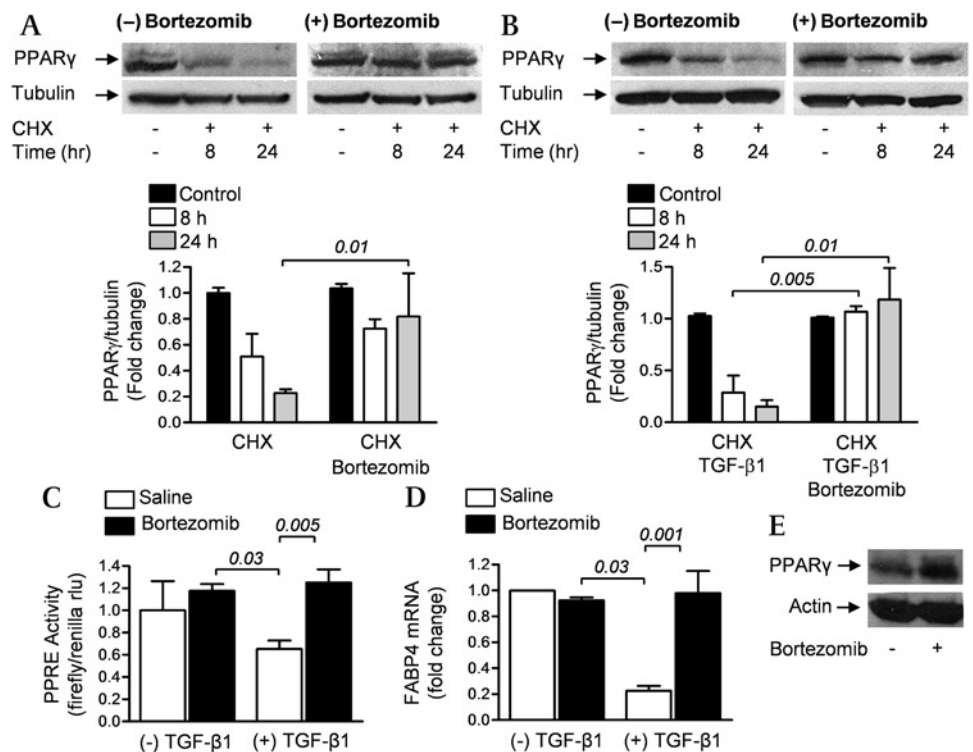 A
(–) Bortezomib (+) Bortezomib
PPARγ
Tubulin
CHX - + + - + +
Time (hr) - 8 24 - 8 24
Control
8 h
24 h
0.01
PPARγ/tubulin
(Fold change)
1.2
1.0
0.8
0.6
0.4
0.2
0.0
CHX CHX
Bortezomib
B
(–) Bortezomib (+) Bortezomib
PPARγ
Tubulin
CHX - + + - + +
Time (hr) - 8 24 - 8 24
Control
8 h
24 h
0.01
0.005
PPARγ/tubulin
(Fold change)
1.5
1.0
0.5
0.0
CHX CHX
TGF-β1 TGF-β1
Bortezomib
C
Saline
Bortezomib
0.005
0.03
PPRE Activity
(firefly/renilla rlu)
1.4
1.2
1.0
0.8
0.6
0.4
0.2
0.0
(-) TGF-β1 (+) TGF-β1
D
Saline
Bortezomib
0.001
0.03
FABP4 mRNA
(fold change)
1.2
1.0
0.8
0.6
0.4
0.2
0.0
(-) TGF-β1 (+) TGF-β1
E
PPARγ
Actin
Bortezomib - +